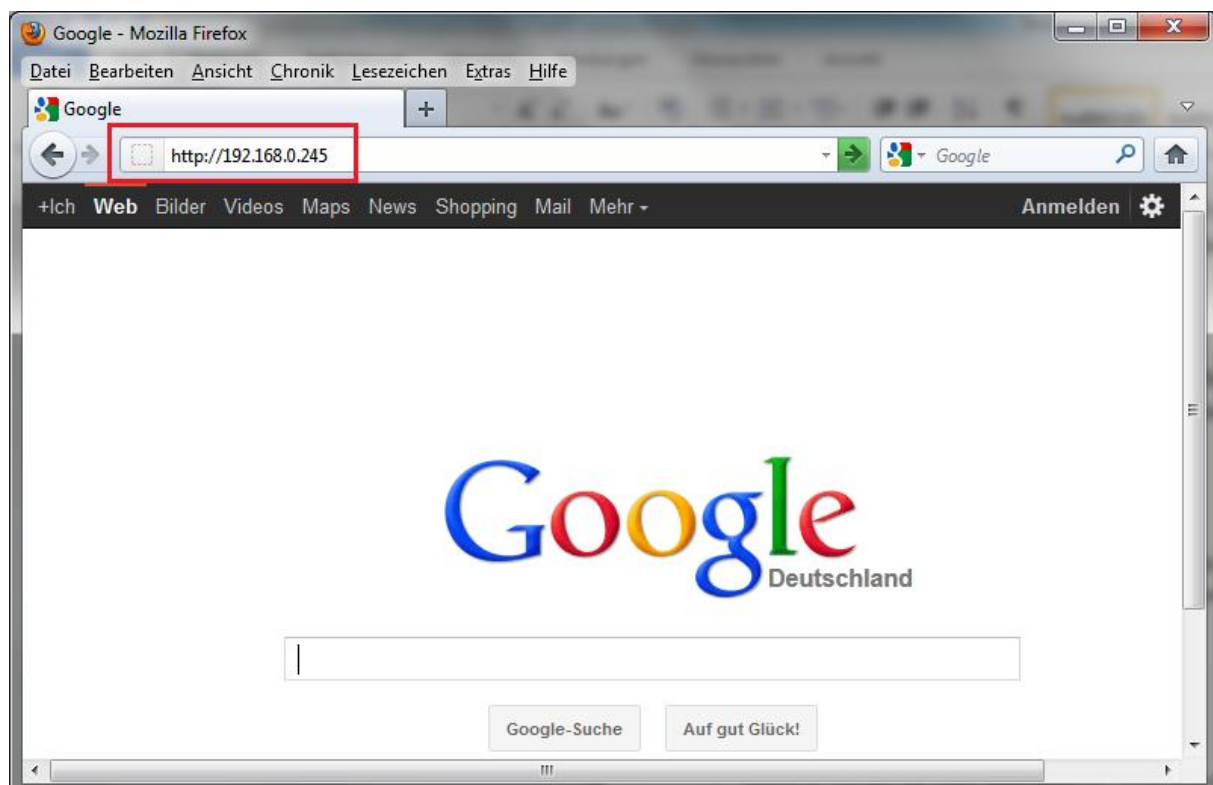 Google - Mozilla Firefox
Datei Bearbeiten Ansicht Chronik Lesezeichen Extras Hilfe
Google
http://192.168.0.245
Google
+Ich Web Bilder Videos Maps News Shopping Mail Mehr Anmelden
Google
Deutschland
Google-Suche Auf gut Glück!